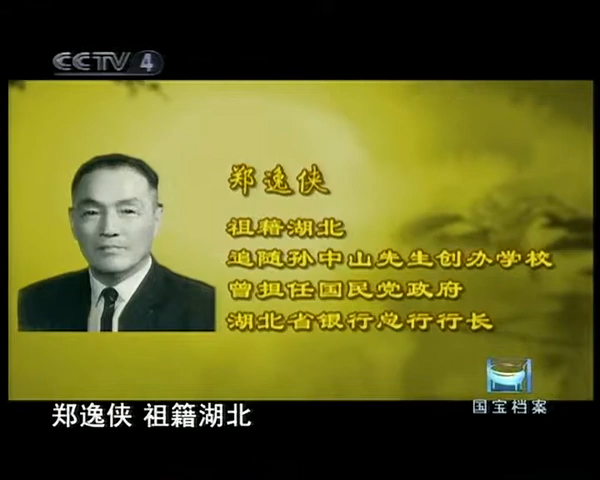 CCTV 4
郑逸侠
祖籍湖北
追随孙中山先生创办学校
曾担任国民党政府
湖北省银行总行行长
国宝档案
郑逸侠 祖籍湖北